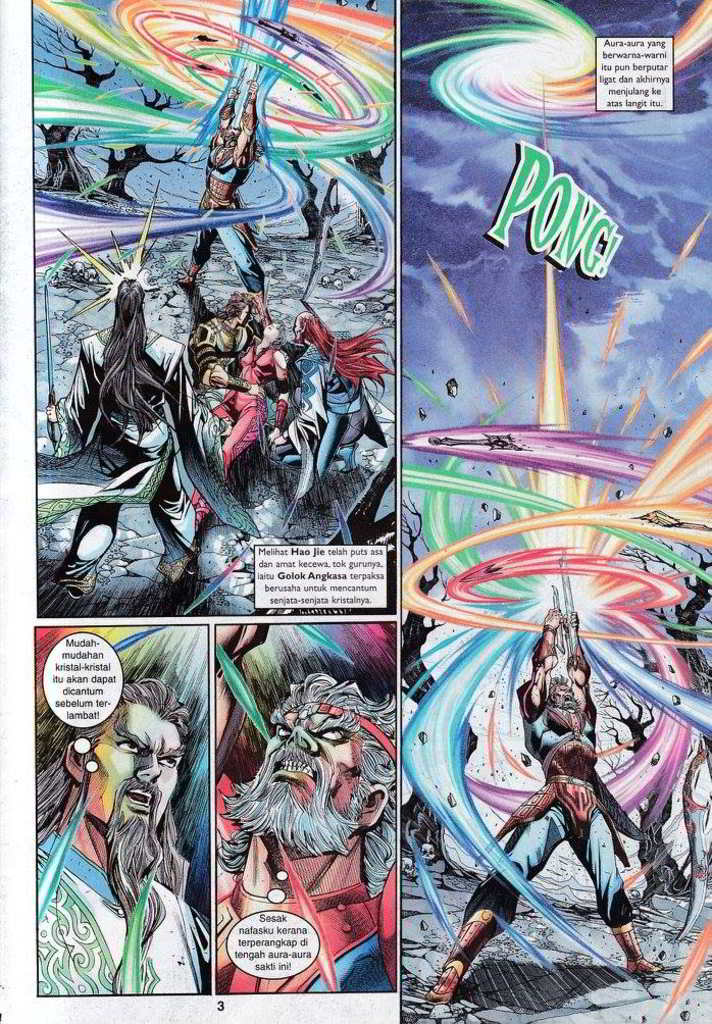 Melihat Hao Jie telah puts asa
dan amat kecewa, tok gurunya,
iaitu Golok Angkasa terpaksa
berusaha untuk mencantum
senjata-senjata kristalnya.
Mudah-
mudahan
kristal-kristal
itu akan dapat
dicantum
sebelum ter-
lambat!
Sesak
nafasku kerana
terperangkap di
tengah aura-aura
sakti ini!
Aura-aura yang
berwarna-warni
itu pun berputar
ligat dan akhirnya
menjulang ke
atas langit itu.
PONG!
3